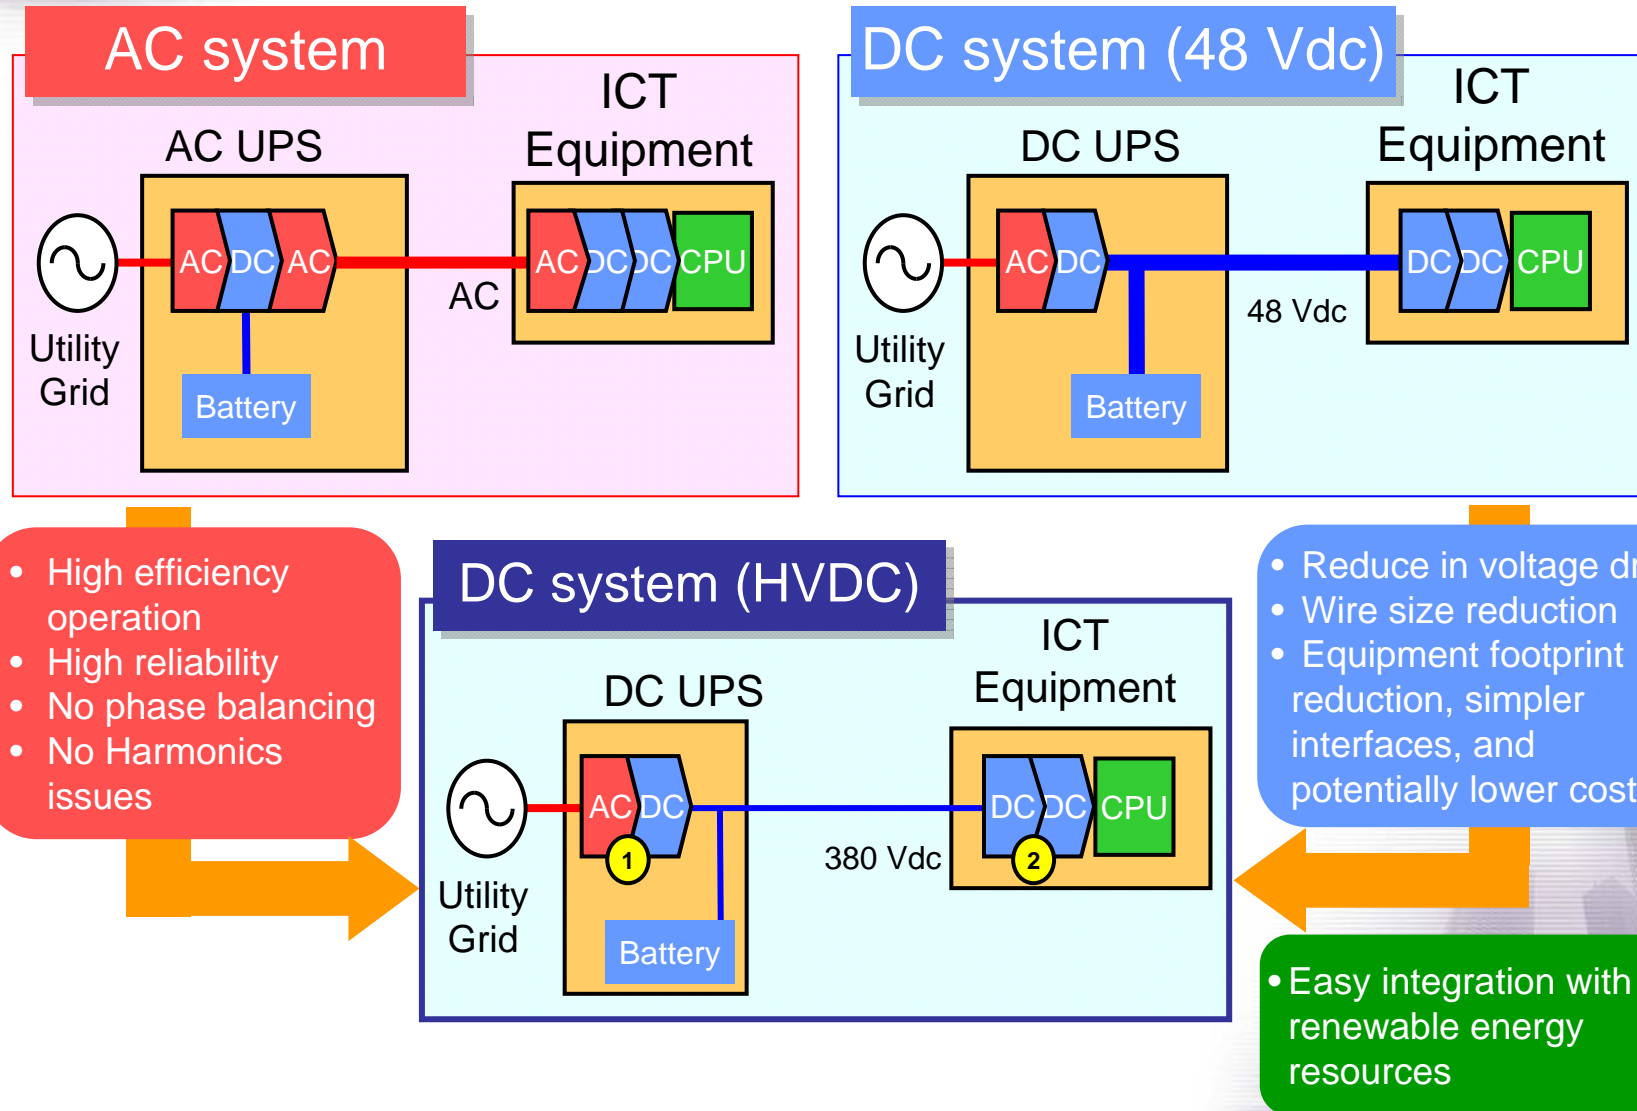 AC system
ICT
Equipment
AC UPS
AC DC AC
AC DC DC CPU
AC
Utility
Grid
Battery
DC system (48 Vdc)
ICT
Equipment
DC UPS
AC DC
DC DC CPU
48 Vdc
Utility
Grid
Battery
• High efficiency
operation
• High reliability
• No phase balancing
• No Harmonics
issues
DC system (HVDC)
ICT
Equipment
DC UPS
AC DC
DC DC CPU
1
2
380 Vdc
Utility
Grid
Battery
• Reduce in voltage
• Wire size reduction
• Equipment footprint
reduction, simpler
interfaces, and
potentially lower cost
• Easy integration with
renewable energy
resources